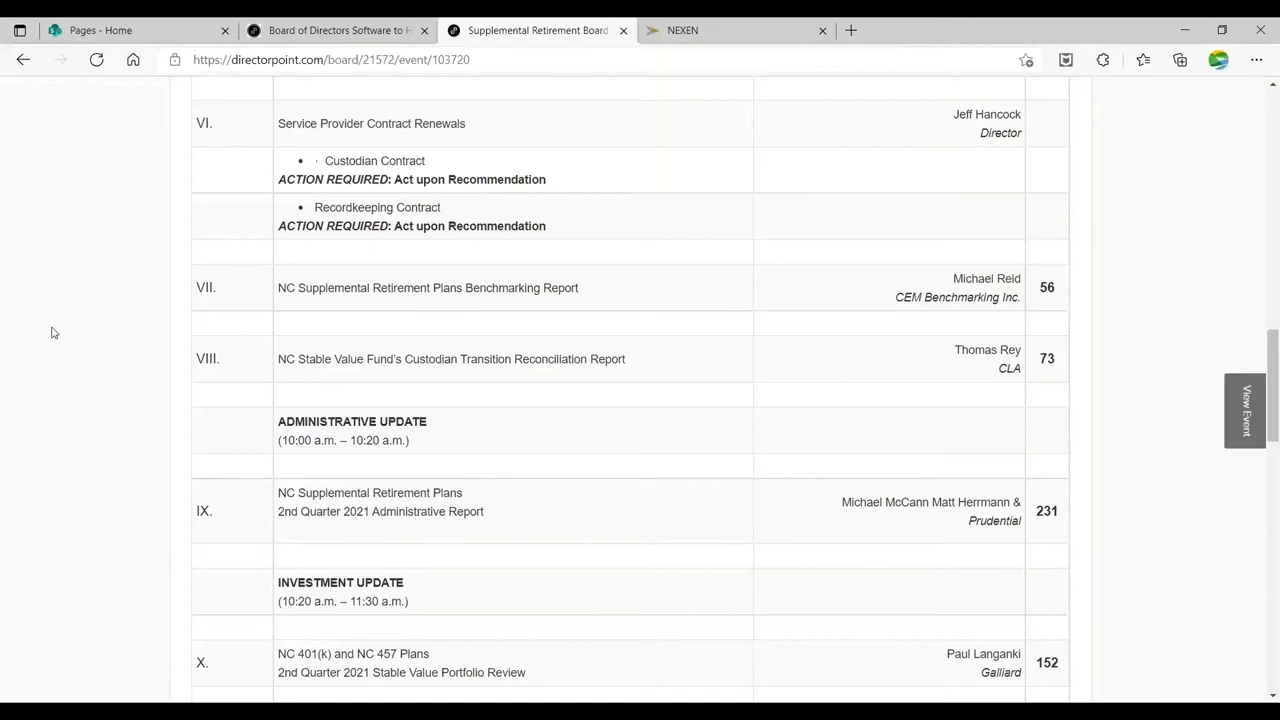 Pages - Home
Board of Directors Software to H
Supplemental Retirement Board
NEXEN
https://directorpoint.com/board/21572/event/103720
VI.
Service Provider Contract Renewals
Jeff Hancock
Director
• · Custodian Contract
ACTION REQUIRED: Act upon Recommendation
• Recordkeeping Contract
ACTION REQUIRED: Act upon Recommendation
VII.
NC Supplemental Retirement Plans Benchmarking Report
Michael Reid
CEM Benchmarking Inc.
56
VIII.
NC Stable Value Fund's Custodian Transition Reconciliation Report
Thomas Rey
CLA
73
ADMINISTRATIVE UPDATE
(10:00 a.m. – 10:20 a.m.)
IX.
NC Supplemental Retirement Plans
2nd Quarter 2021 Administrative Report
Michael McCann Matt Herrmann &
Prudential
231
INVESTMENT UPDATE
(10:20 a.m. – 11:30 a.m.)
X.
NC 401(k) and NC 457 Plans
2nd Quarter 2021 Stable Value Portfolio Review
Paul Langanki
Galliard
152
View Event